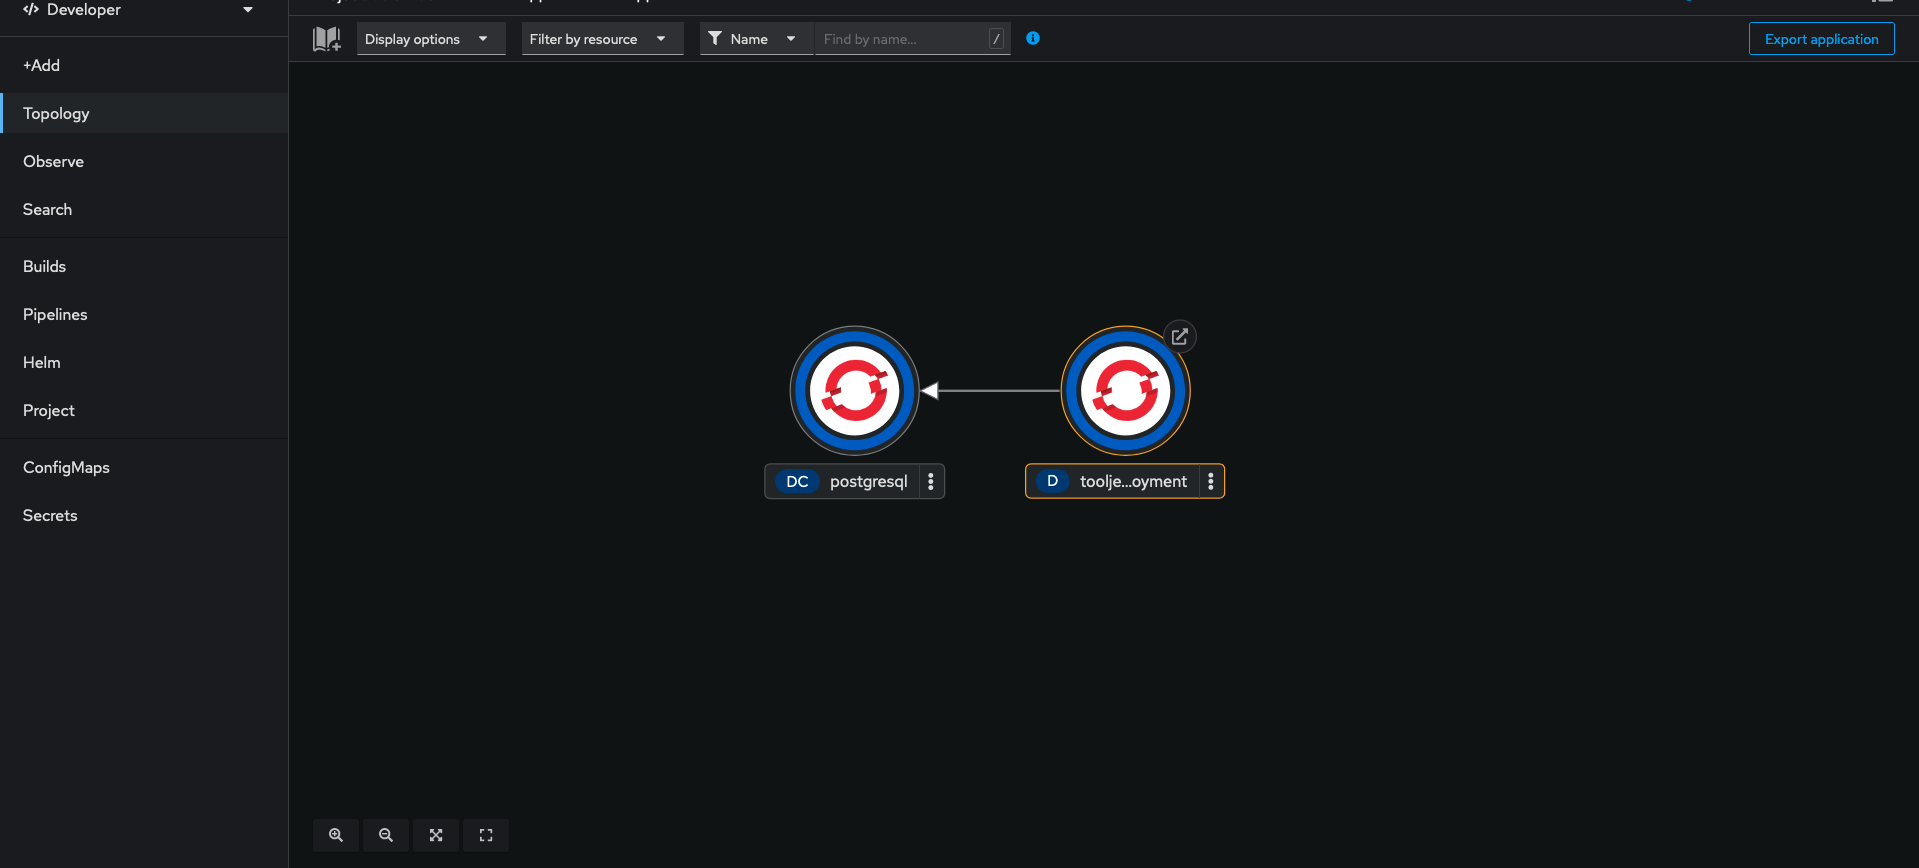 Developer
+Add
Topology
Observe
Search
Builds
Pipelines
Helm
Project
ConfigMaps
Secrets
Display options
Filter by resource
Name
Find by name...
/
Export application
DC postgresql
D toolje...oyment